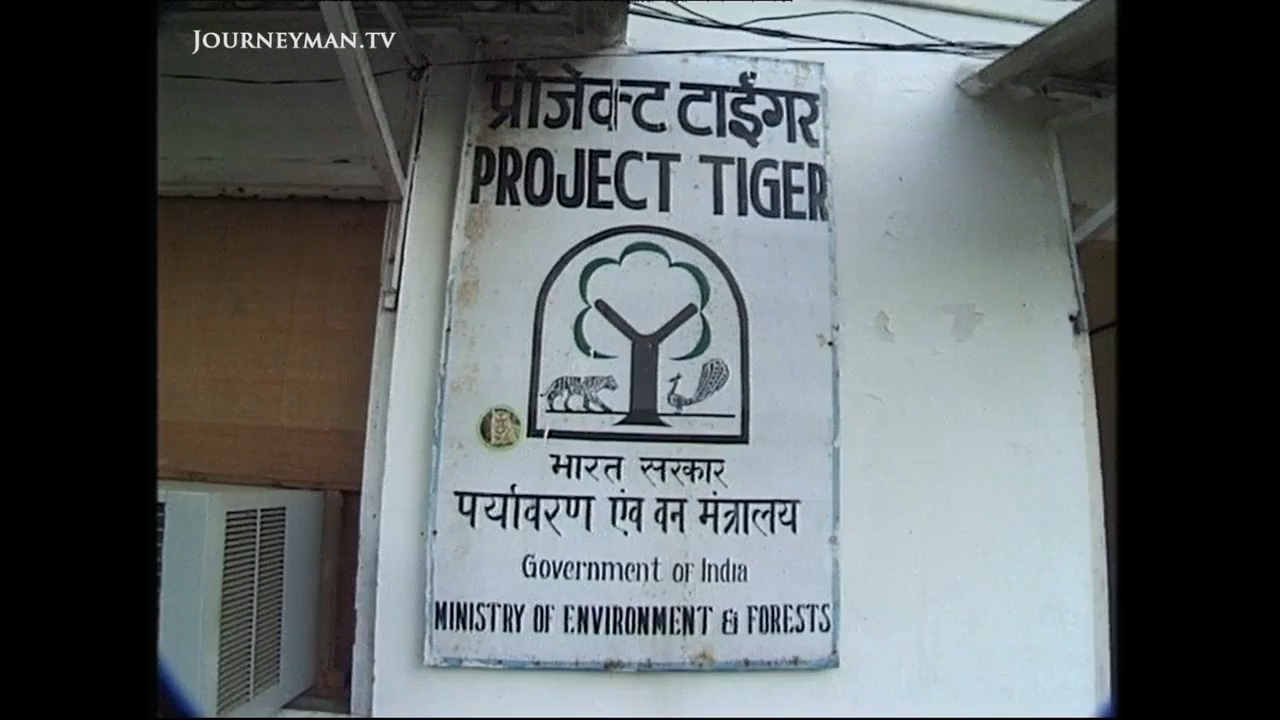 JOURNEYMAN.TV
प्रोजेक्ट टाईगर
PROJECT TIGER
भारत सरकार
पर्यावरण एंव वन मंत्रालय
Government of India
MINISTRY OF ENVIRONMENT & FORESTS